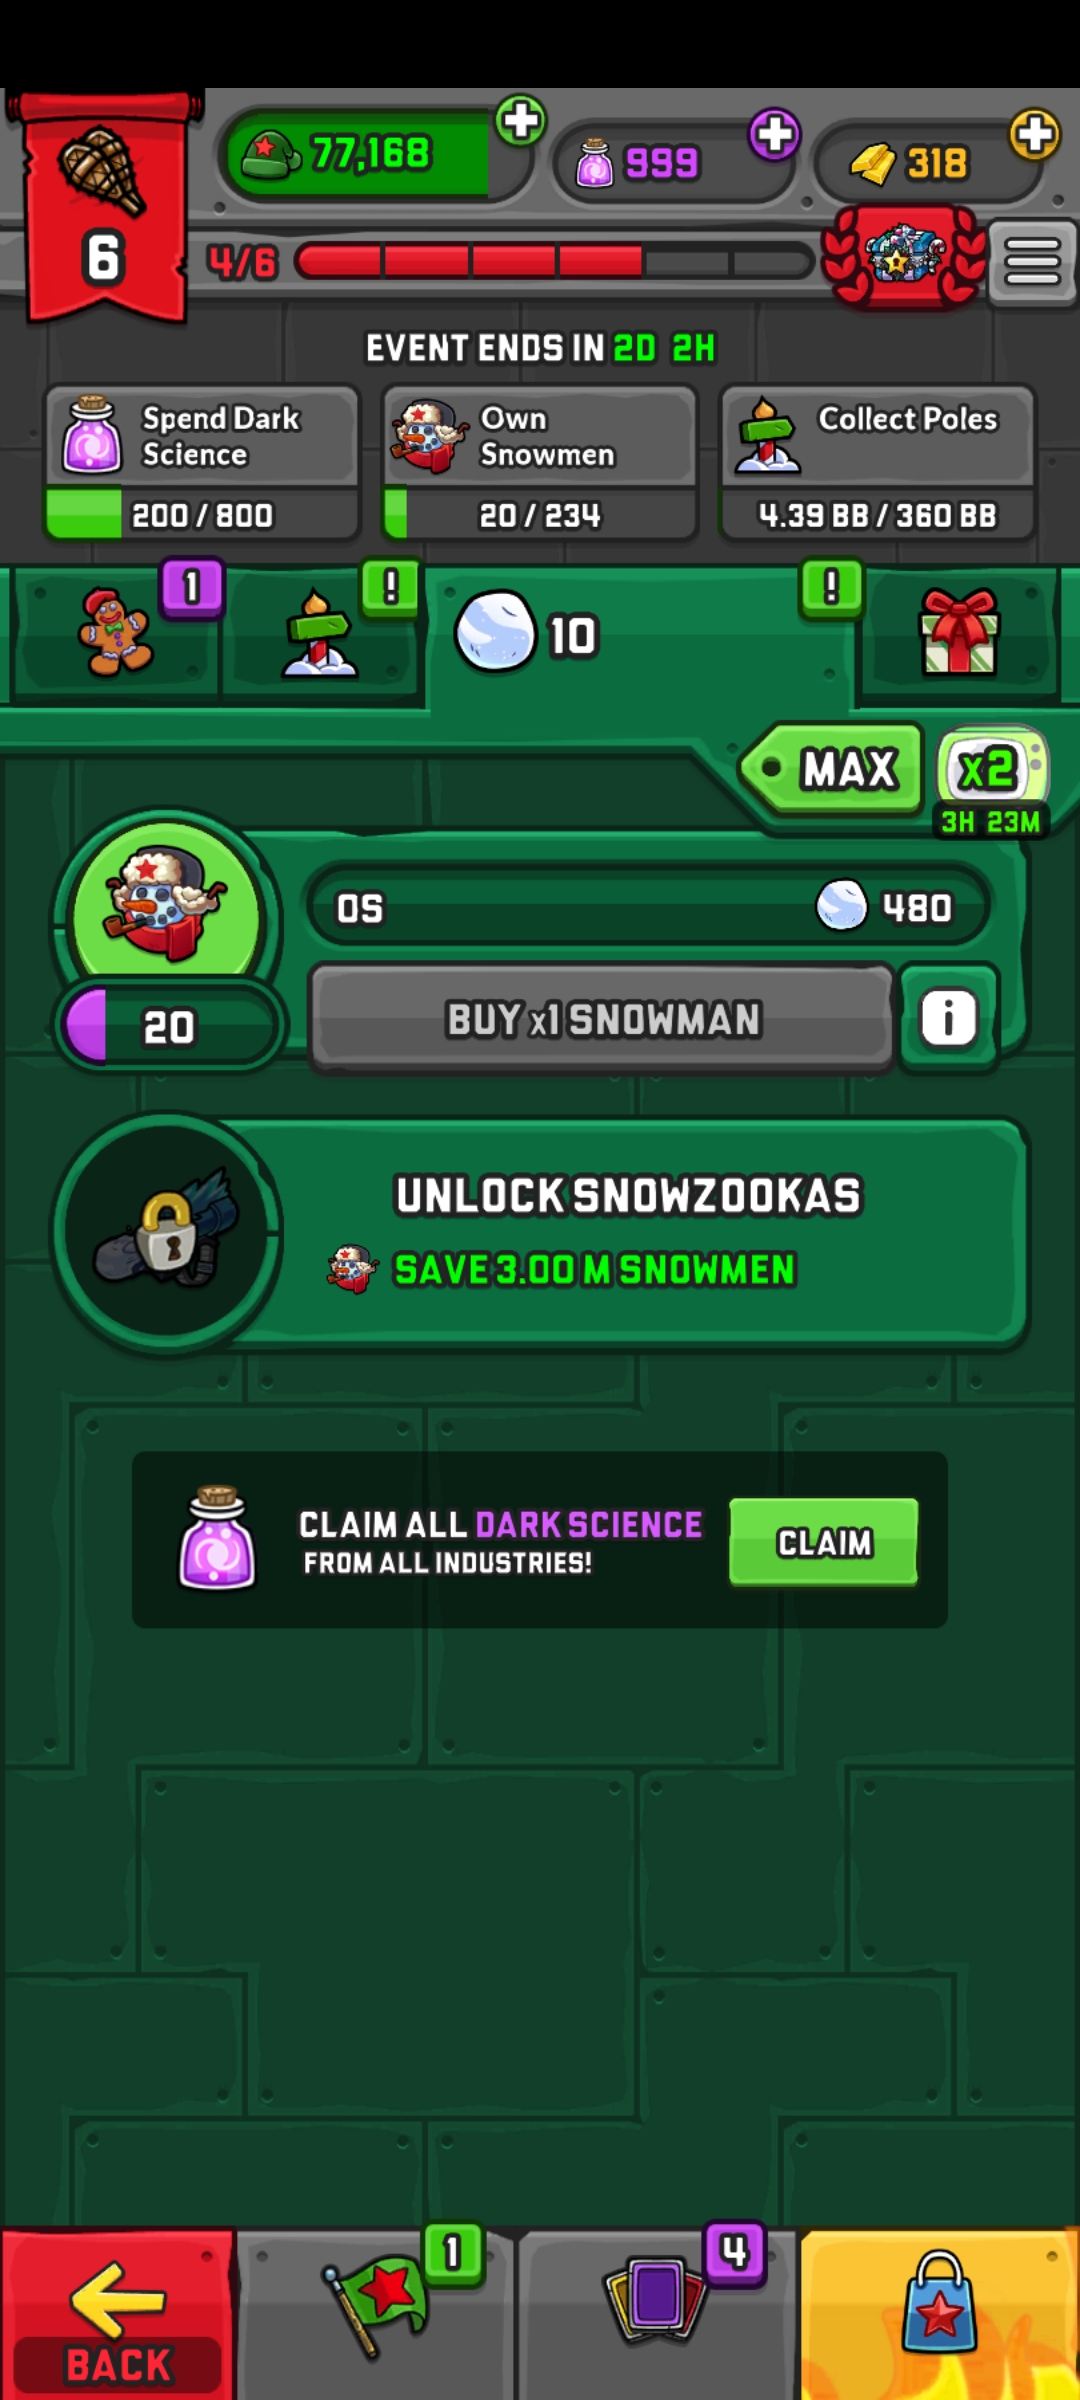 77,168
999
318
6
4/6
EVENT ENDS IN 2D 2H
Spend Dark
Science
200 / 800
Own
Snowmen
20 / 234
Collect Poles
4.39 BB / 360 BB
1
!
10
!
MAX
x2
3H 23M
0S
480
20
BUY x1 SNOWMAN
i
UNLOCK SNOWZOOKAS
SAVE 3.00 M SNOWMEN
CLAIM ALL DARK SCIENCE
FROM ALL INDUSTRIES!
CLAIM
1
4
BACK